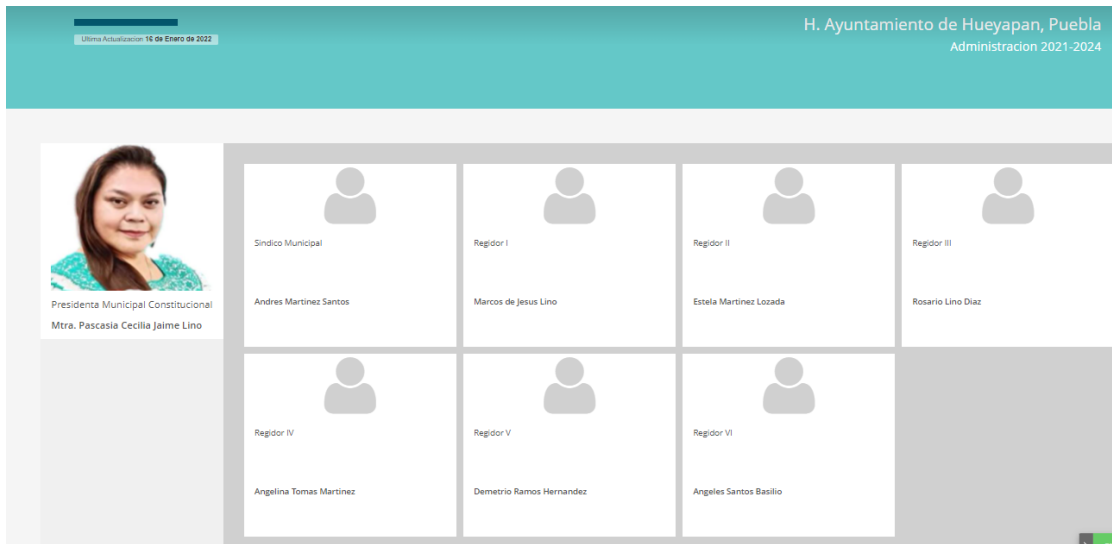 Ultima Actualizacion 16 de Enero de 2022
H. Ayuntamiento de Hueyapan, Puebla
Administracion 2021-2024
Presidenta Municipal Constitucional
Mtra. Pascasia Cecilia Jaime Lino
Sindico Municipal
Andres Martinez Santos
Regidor I
Marcos de Jesus Lino
Regidor II
Estela Martinez Lozada
Regidor III
Rosario Lino Diaz
Regidor IV
Angelina Tomas Martinez
Regidor V
Demetrio Ramos Hernandez
Regidor VI
Angeles Santos Basilio